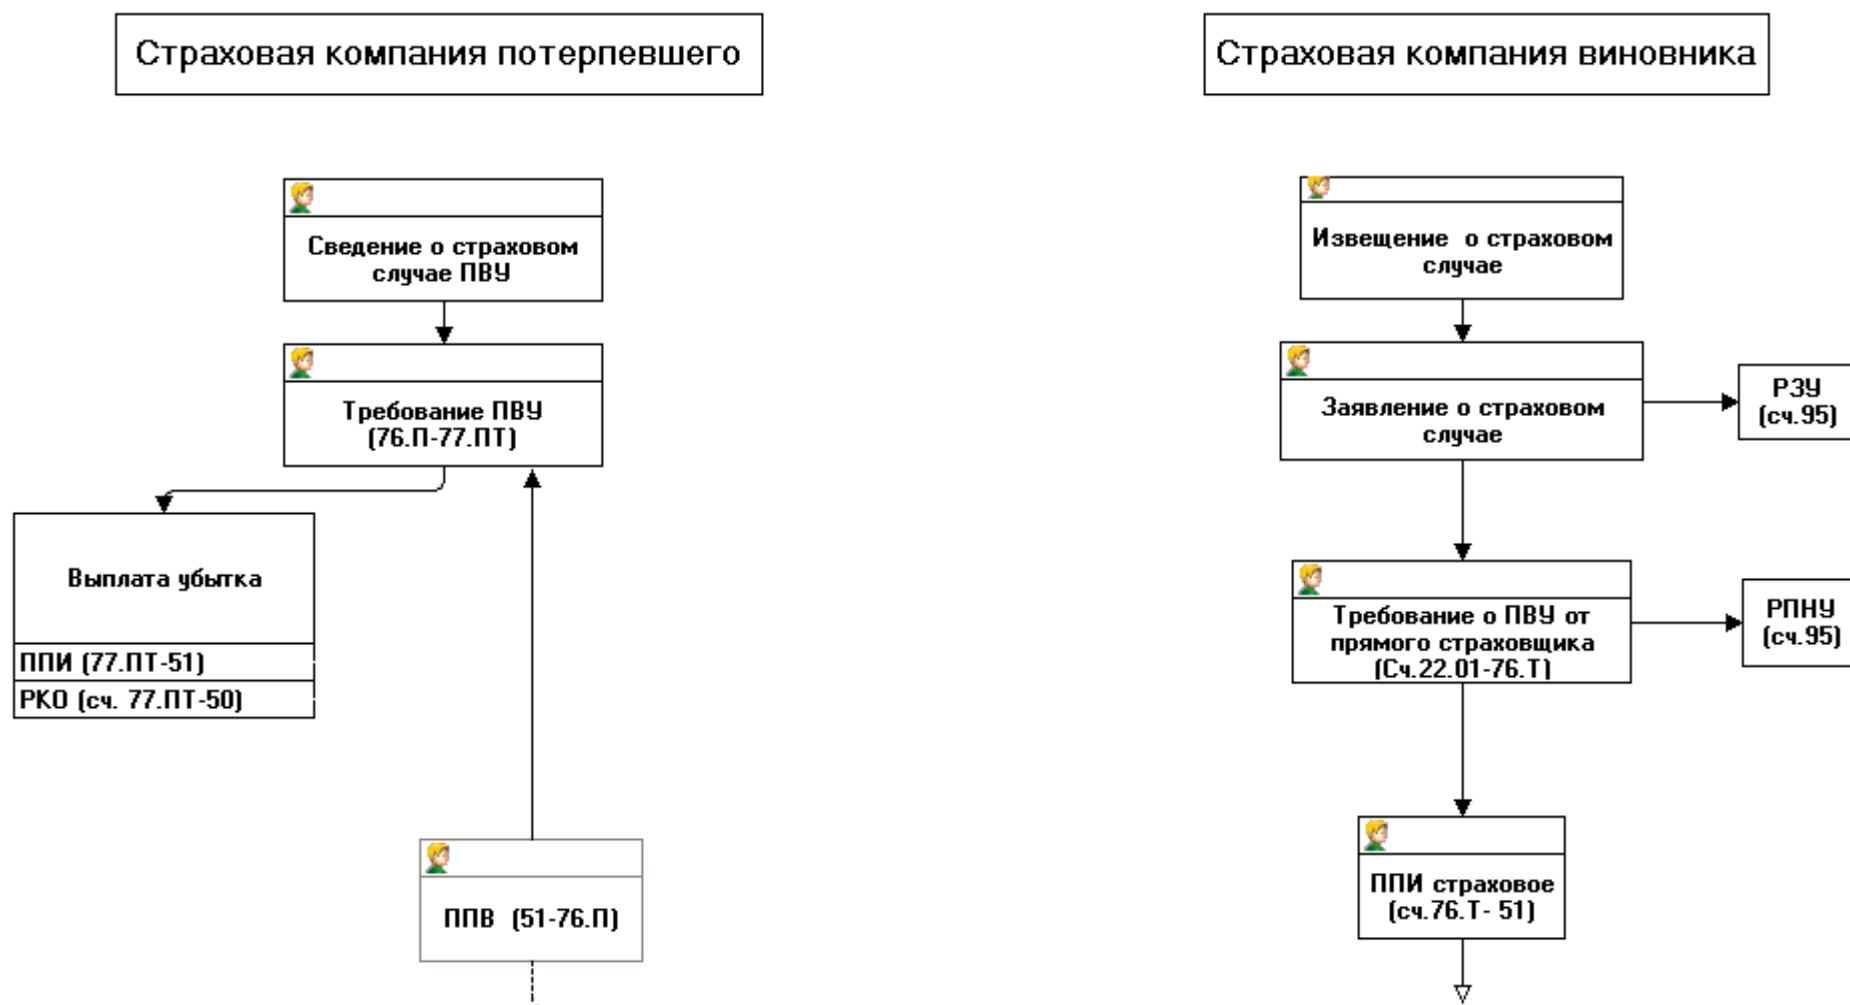 Страховая компания потерпевшего
Страховая компания виновника
Сведение о страховом
случае ПВУ
Требование ПВУ
(76.П-77.ПТ)
Выплата убытка
ППИ (77.ПТ-51)
РКО (сч. 77.ПТ-50)
ППВ (51-76.П)
Извещение о страховом
случае
Заявление о страховом
случае
РЗУ
(сч.95)
Требование о ПВУ от
прямого страховщика
(Сч.22.01-76.Т)
РПНУ
(сч.95)
ППИ страховое
(сч.76.Т- 51)